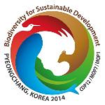 Biodiversity for Sustainable Development
PYEONGCHANG, KOREA 2014